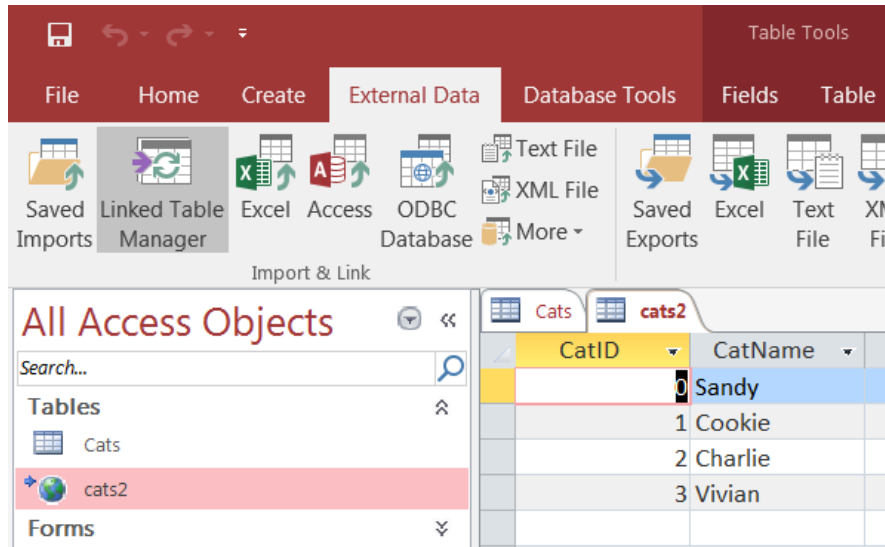 Table Tools
File Home Create External Data Database Tools Fields Table
Text File
XML File
More
Saved Imports
Linked Table Manager
Excel
Access
ODBC Database
Saved Exports
Excel
Text File
Import & Link
All Access Objects
Search...
Tables
Cats
cats2
Forms
Cats cats2
CatID CatName
0 Sandy
1 Cookie
2 Charlie
3 Vivian